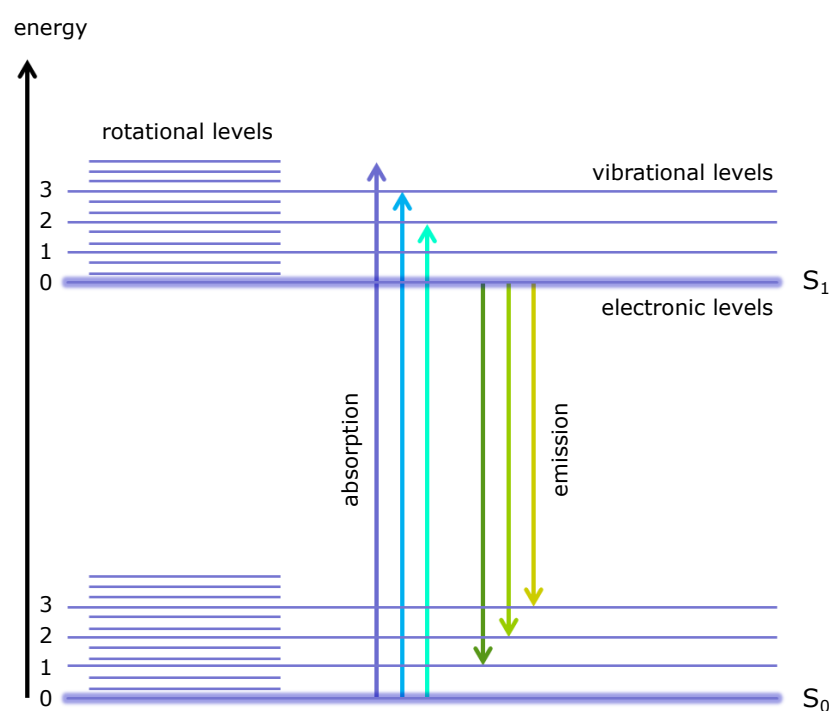 energy
rotational levels
vibrational levels
3
2
1
0
S₁
electronic levels
absorption
emission
3
2
1
0
S₀